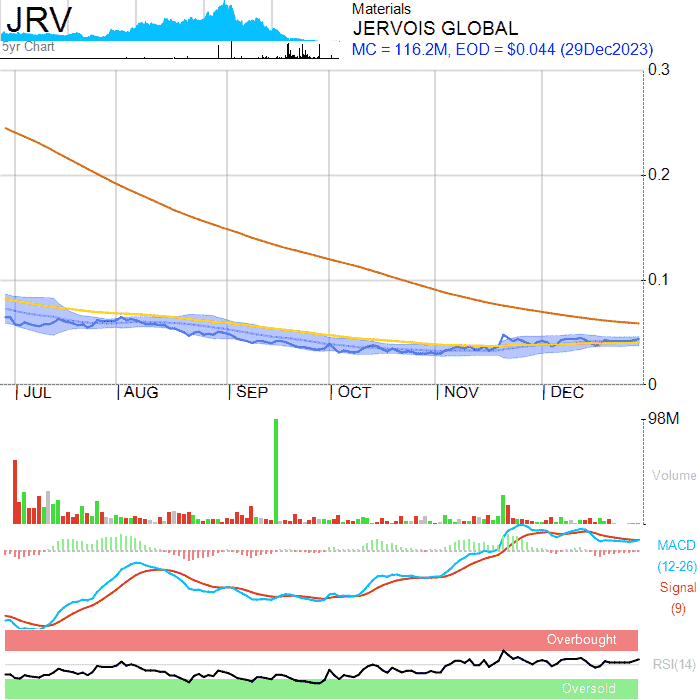 JRV
5yr Chart
Materials
JERVOIS GLOBAL
MC = 116.2M, EOD = $0.044 (29Dec2023)
0.3
0.2
0.1
0
JUL AUG SEP OCT NOV DEC
98M
Volume
MACD
(12-26)
Signal
(9)
Overbought
RSI(14)
Oversold